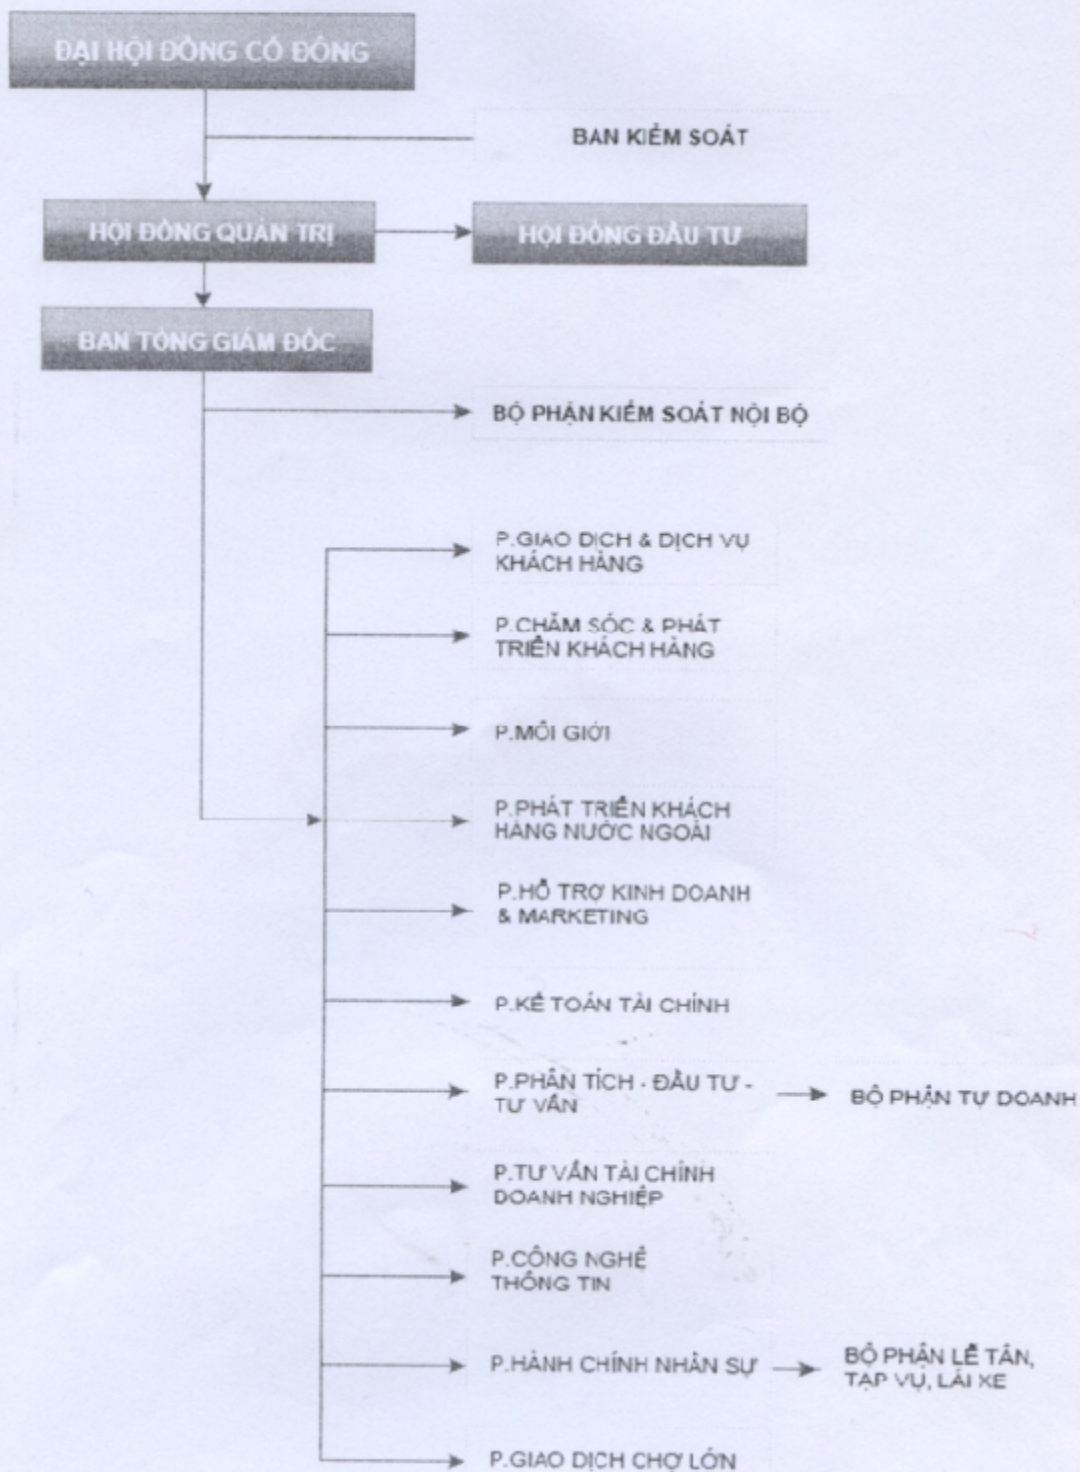 ĐẠI HỘI ĐỒNG CỔ ĐÔNG
BAN KIỂM SOÁT
HỘI ĐỒNG QUẢN TRỊ
HỘI ĐỒNG ĐẦU TƯ
BAN TỔNG GIÁM ĐỐC
BỘ PHẬN KIỂM SOÁT NỘI BỘ
P.GIAO DỊCH & DỊCH VỤ
KHÁCH HÀNG
P.CHĂM SÓC & PHÁT
TRIỂN KHÁCH HÀNG
P.MÔI GIỚI
P.PHÁT TRIỂN KHÁCH
HÀNG NƯỚC NGOÀI
P.HỖ TRỢ KINH DOANH
& MARKETING
P.KẾ TOÁN TÀI CHÍNH
P.PHÂN TÍCH - ĐẦU TƯ -
TƯ VẤN
BỘ PHẬN TỰ DOANH
P.TƯ VẤN TÀI CHÍNH
DOANH NGHIỆP
P.CÔNG NGHỆ
THÔNG TIN
P.HÀNH CHÍNH NHÂN SỰ
BỘ PHẬN LỄ TÂN,
TẠP VỤ, LÁI XE
P.GIAO DỊCH CHỢ LỚN